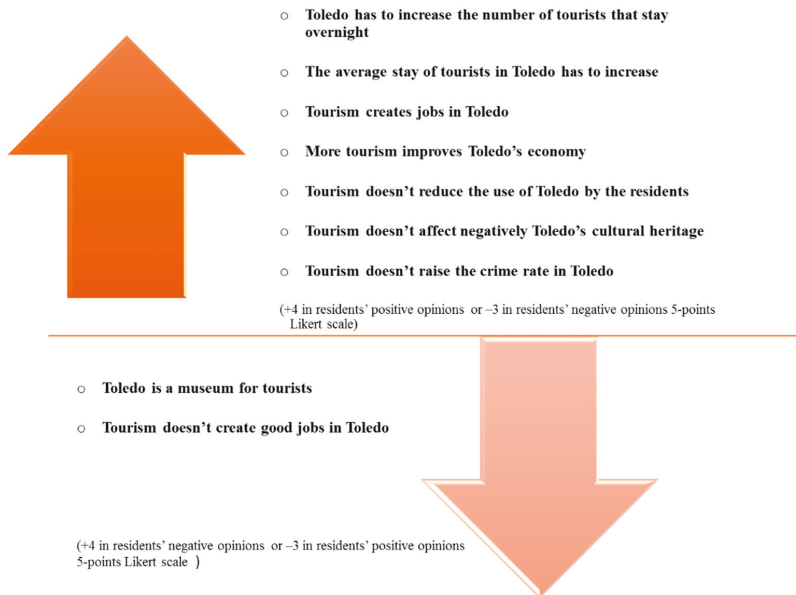 o Toledo has to increase the number of tourists that stay
overnight
o The average stay of tourists in Toledo has to increase
o Tourism creates jobs in Toledo
o More tourism improves Toledo’s economy
o Tourism doesn’t reduce the use of Toledo by the residents
o Tourism doesn’t affect negatively Toledo’s cultural heritage
o Tourism doesn’t raise the crime rate in Toledo
(+4 in residents’ positive opinions or –3 in residents’ negative opinions 5-points
Likert scale)
o Toledo is a museum for tourists
o Tourism doesn’t create good jobs in Toledo
(+4 in residents’ negative opinions or –3 in residents’ positive opinions
5-points Likert scale )